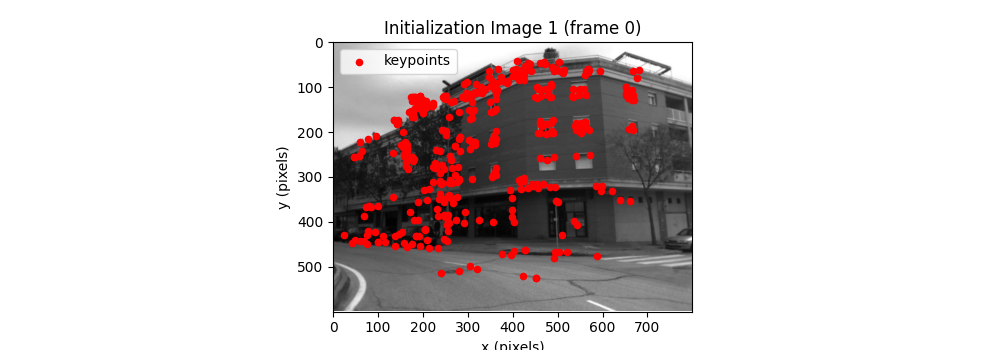 Initialization Image 1 (frame 0)
keypoints
0
100
200
300
400
500
y (pixels)
0 100 200 300 400 500 600 700
x (pixels)